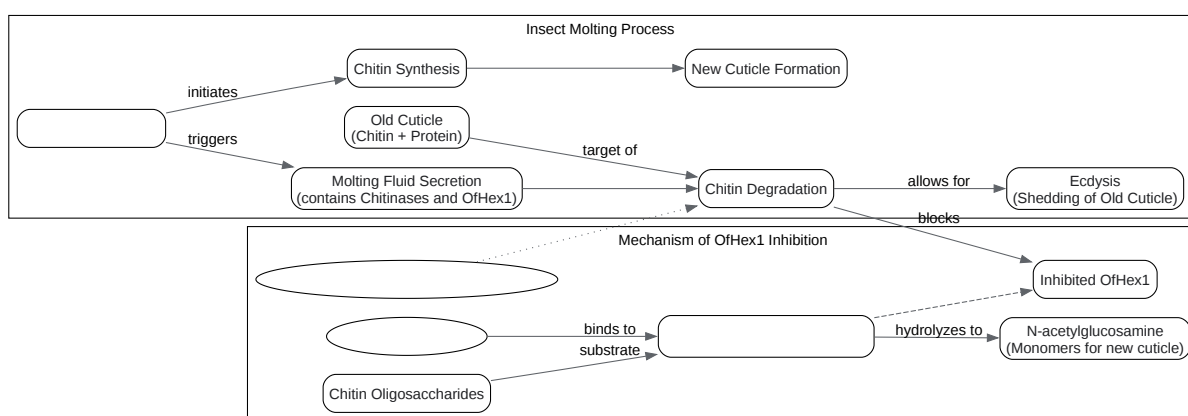 Insect Molting Process
Chitin Synthesis
New Cuticle Formation
initiates
Old Cuticle
(Chitin + Protein)
triggers
target of
Molting Fluid Secretion
(contains Chitinases and OfHex1)
Chitin Degradation
allows for
Ecdysis
(Shedding of Old Cuticle)
blocks
Mechanism of OfHex1 Inhibition
Inhibited OfHex1
binds to
hydrolyzes to
N-acetylglucosamine
(Monomers for new cuticle)
substrate
Chitin Oligosaccharides